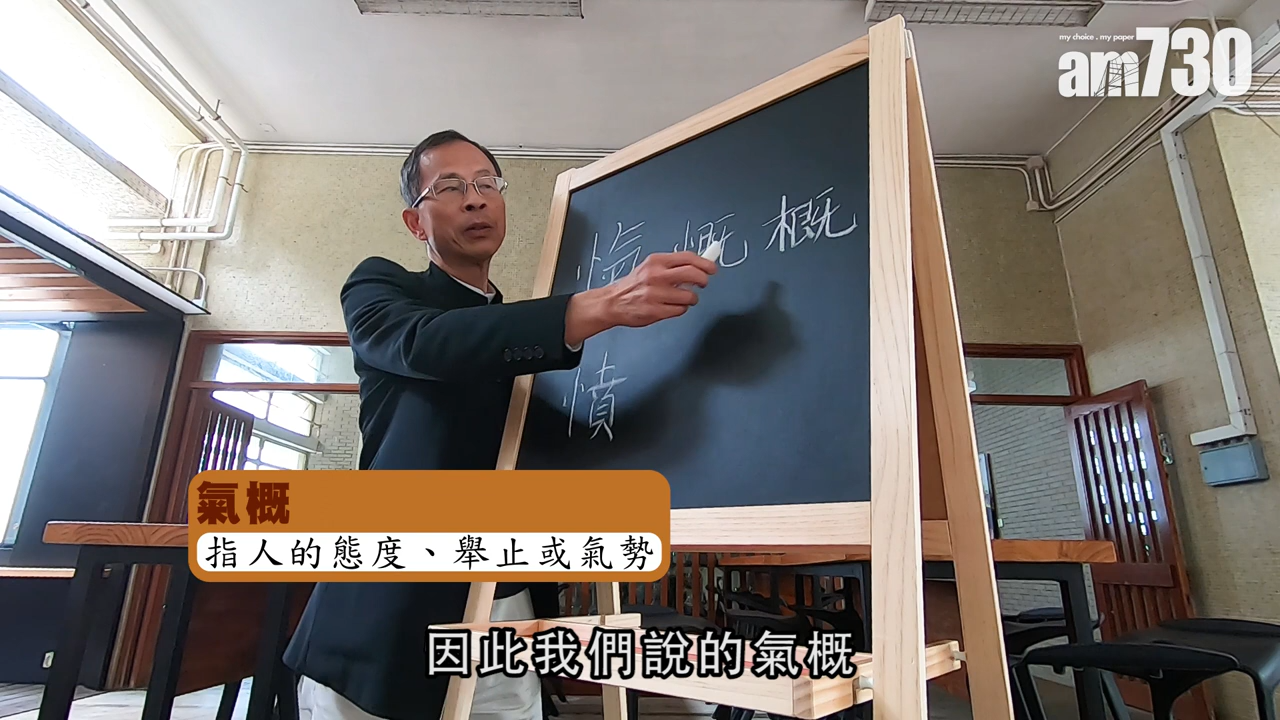 my choice . my paper
am730
愾 慨 概
憤
氣概
指人的態度、舉止或氣勢
因此我們說的氣概